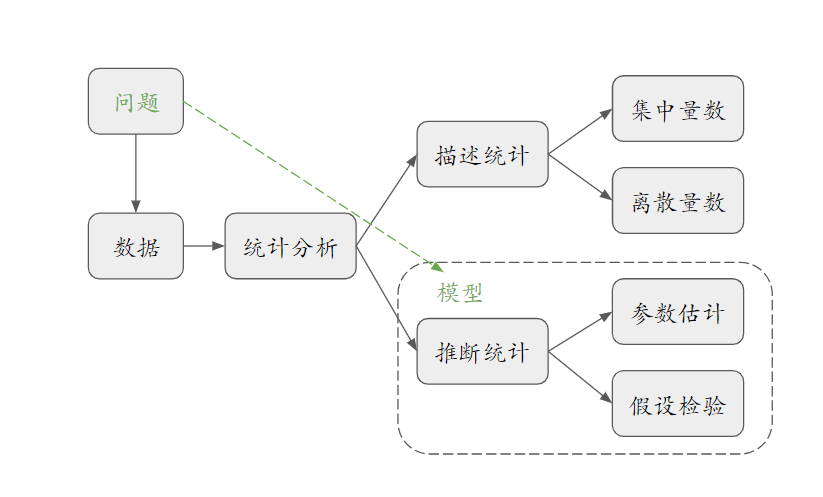 问题
数据
统计分析
描述统计
集中量数
离散量数
模型
推断统计
参数估计
假设检验